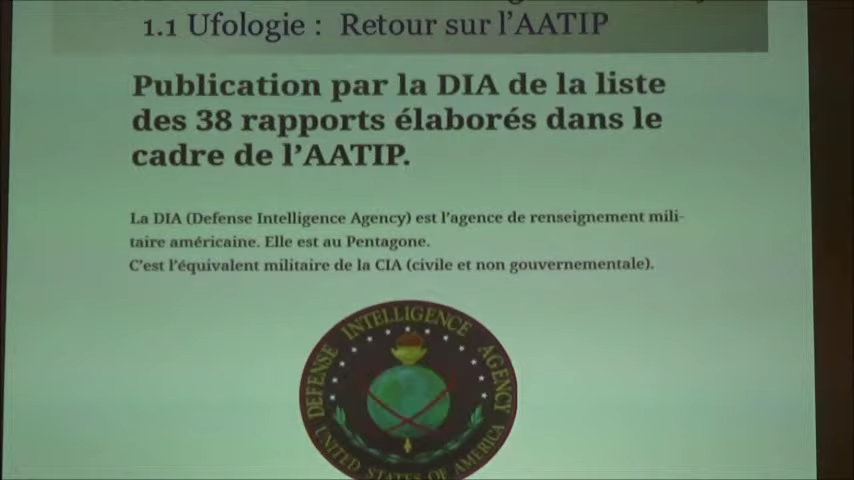 1.1 Ufologie : Retour sur l'AATIP
Publication par la DIA de la liste
des 38 rapports élaborés dans le
cadre de l'AATIP.
La DIA (Defense Intelligence Agency) est l'agence de renseignement mili-
taire américaine. Elle est au Pentagone.
C'est l'équivalent militaire de la CIA (civile et non gouvernementale).
DEFENSE INTELLIGENCE AGENCY
UNITED STATES OF AMERICA